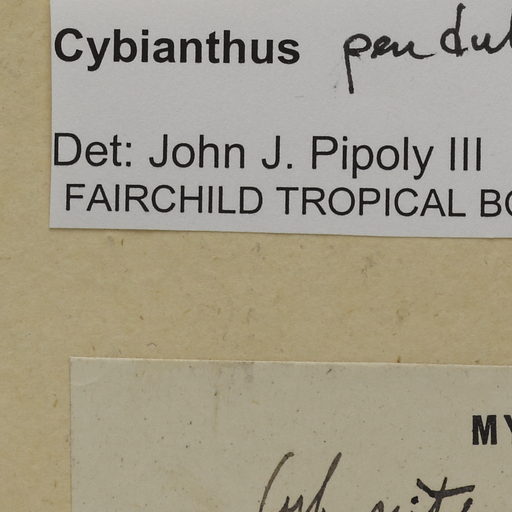 Cybianthus pendul
Det: John J. Pipoly III
FAIRCHILD TROPICAL BO
MY